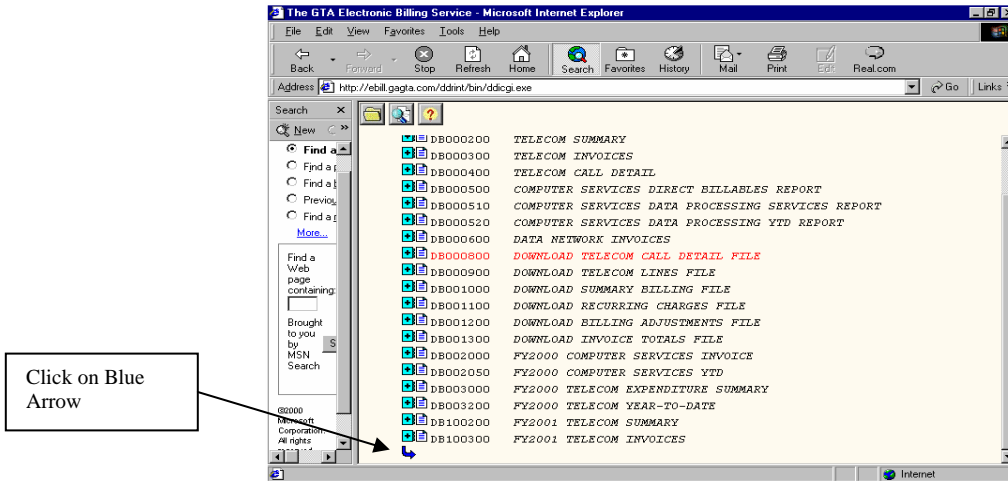 The GTA Electronic Billing Service - Microsoft Internet Explorer
File Edit View Favorites Tools Help
Back Forward Stop Refresh Home Search Favorites History Mail Print Edit Real.com
Address http://ebill.gagta.com/ddrint/bin/ddicgi.exe Go Links
Search
New
Find a
Find a
Find a
Previou
Find a
More...
Find a
Web
page
containing:
Brought
to you
by
MSN
Search
S
©2000
Microsoft
Corporation.
All rights
DB000200 TELECOM SUMMARY
DB000300 TELECOM INVOICES
DB000400 TELECOM CALL DETAIL
DB000500 COMPUTER SERVICES DIRECT BILLABLES REPORT
DB000510 COMPUTER SERVICES DATA PROCESSING SERVICES REPORT
DB000520 COMPUTER SERVICES DATA PROCESSING YTD REPORT
DB000600 DATA NETWORK INVOICES
DB000800 DOWNLOAD TELECOM CALL DETAIL FILE
DB000900 DOWNLOAD TELECOM LINES FILE
DB001000 DOWNLOAD SUMMARY BILLING FILE
DB001100 DOWNLOAD RECURRING CHARGES FILE
DB001200 DOWNLOAD BILLING ADJUSTMENTS FILE
DB001300 DOWNLOAD INVOICE TOTALS FILE
DB002000 FY2000 COMPUTER SERVICES INVOICE
DB002050 FY2000 COMPUTER SERVICES YTD
DB003000 FY2000 TELECOM EXPENDITURE SUMMARY
DB003200 FY2000 TELECOM YEAR-TO-DATE
DB100200 FY2001 TELECOM SUMMARY
DB100300 FY2001 TELECOM INVOICES
Click on Blue
Arrow
Internet